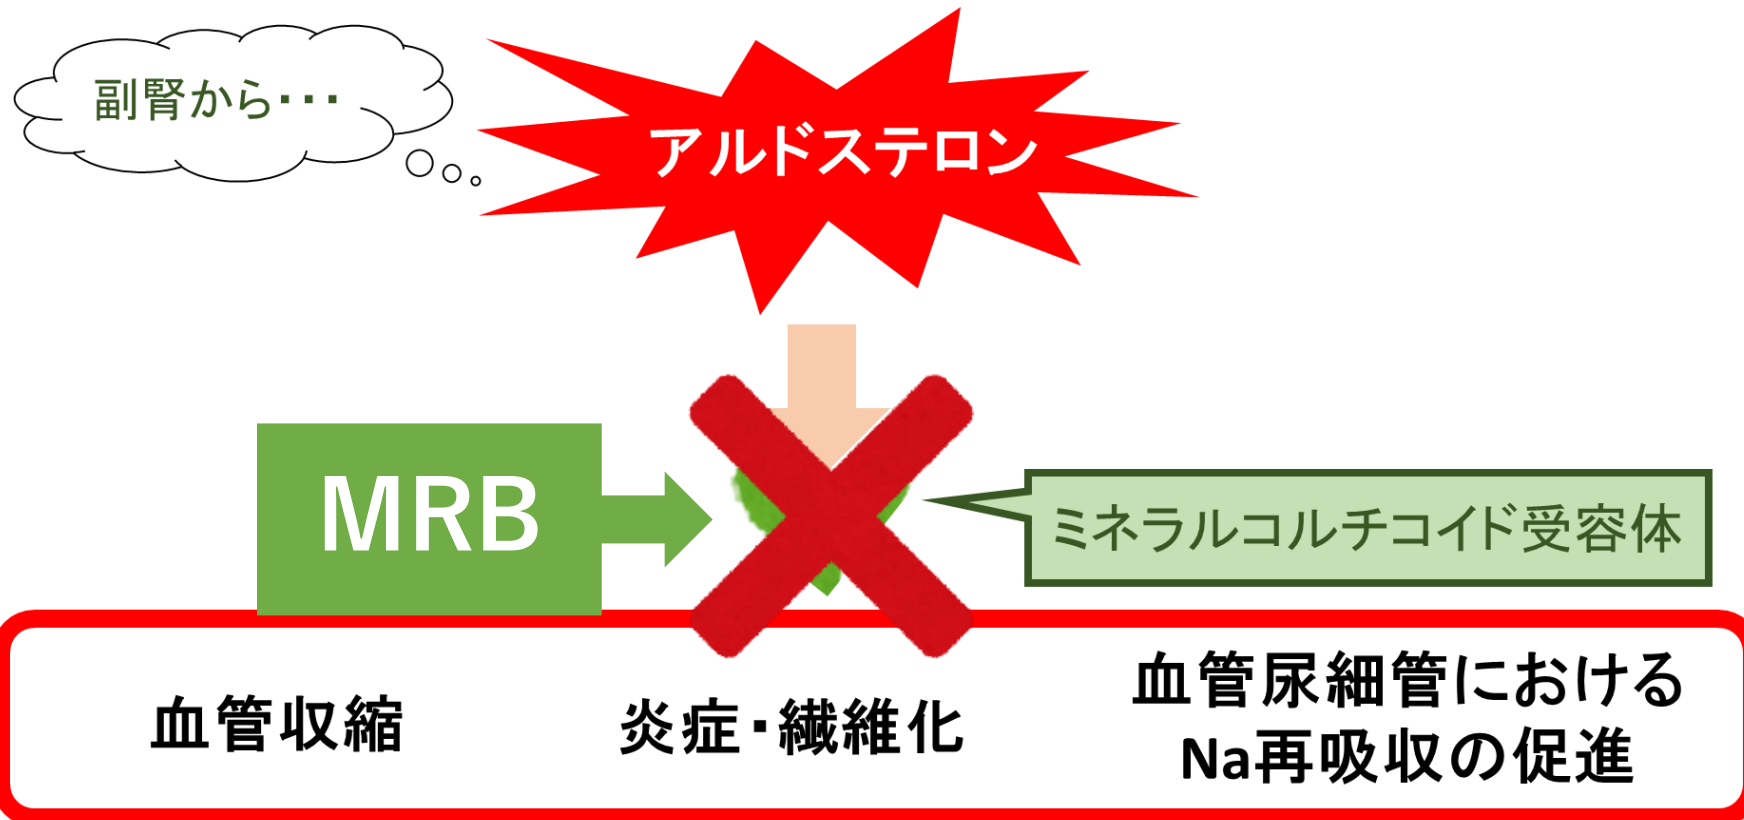 副腎から・・・
アルドステロン
MRB
ミネラルコルチコイド受容体
血管収縮
炎症・繊維化
血管尿細管における
Na再吸収の促進